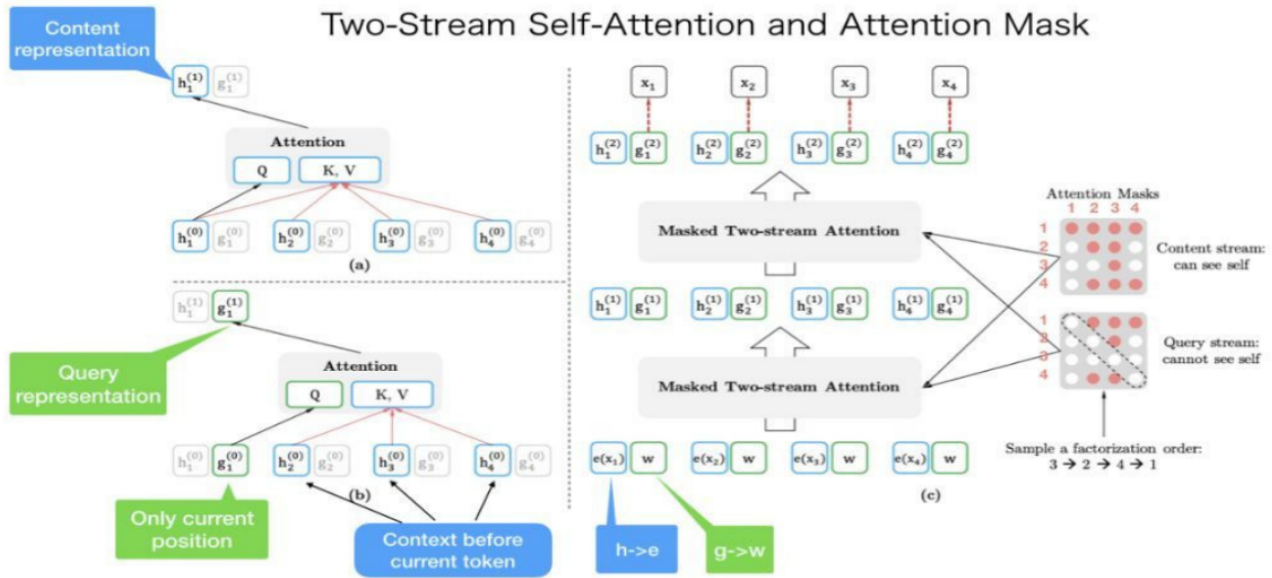 Two-Stream Self-Attention and Attention Mask
Content
representation
h₁⁽¹⁾ g₁⁽¹⁾
Attention
Q K, V
h₁⁽⁰⁾ g₁⁽⁰⁾ h₂⁽⁰⁾ g₂⁽⁰⁾ h₃⁽⁰⁾ g₃⁽⁰⁾ h₄⁽⁰⁾ g₄⁽⁰⁾
(a)
h₁⁽¹⁾ g₁⁽¹⁾
Query
representation
Attention
Q K, V
h₁⁽⁰⁾ g₁⁽⁰⁾ h₂⁽⁰⁾ g₂⁽⁰⁾ h₃⁽⁰⁾ g₃⁽⁰⁾ h₄⁽⁰⁾ g₄⁽⁰⁾
(b)
Only current
position
Context before
current token
x₁ x₂ x₃ x₄
h₁⁽²⁾ g₁⁽²⁾ h₂⁽²⁾ g₂⁽²⁾ h₃⁽²⁾ g₃⁽²⁾ h₄⁽²⁾ g₄⁽²⁾
Masked Two-stream Attention
h₁⁽¹⁾ g₁⁽¹⁾ h₂⁽¹⁾ g₂⁽¹⁾ h₃⁽¹⁾ g₃⁽¹⁾ h₄⁽¹⁾ g₄⁽¹⁾
Masked Two-stream Attention
e(x₁) w e(x₂) w e(x₃) w e(x₄) w
(c)
h->e
g->w
Attention Masks
1 2 3 4
1
2
3
4
Content stream:
can see self
1
2
3
4
Query stream:
cannot see self
Sample a factorization order:
3 → 2 → 4 → 1